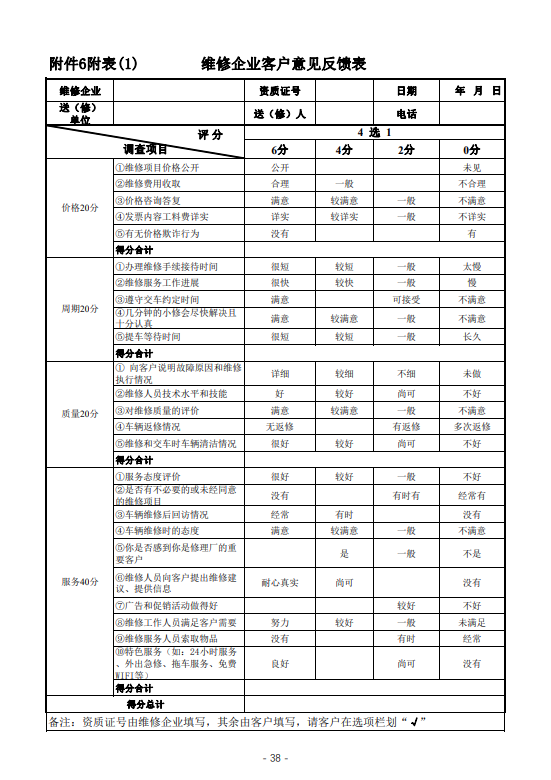 附件6附表(1) 维修企业客户意见反馈表
维修企业 资质证号 日期 年 月 日
送（修）
单位 送（修）人 电话
评 分 4 选 1
调查项目 6分 4分 2分 0分
价格20分
①维修项目价格公开 公开 未见
②维修费用收取 合理 一般 不合理
③价格咨询答复 满意 较满意 一般 不满意
④发票内容工料费详实 详实 较详实 一般 不详实
⑤有无价格欺诈行为 没有 有
得分合计
周期20分
①办理维修手续接待时间 很短 较短 一般 太慢
②维修服务工作进展 很快 较快 一般 慢
③遵守交车约定时间 满意 可接受 不满意
④几分钟的小修会尽快解决且
十分认真 满意 较满意 一般 不满意
⑤提车等待时间 很短 较短 一般 长久
得分合计
质量20分
① 向客户说明故障原因和维修
执行情况 详细 较细 不细 未做
②维修人员技术水平和技能 好 较好 尚可 不好
③对维修质量的评价 满意 较满意 一般 不满意
④车辆返修情况 无返修 有返修 多次返修
⑤维修和交车时车辆清洁情况 很好 较好 尚可 不好
得分合计
服务40分
①服务态度评价 很好 较好 一般 不好
②是否有不必要的或未经同意
的维修项目 没有 有时有 经常有
③车辆维修后回访情况 经常 有时 没有
④车辆维修时的态度 满意 较满意 一般 不满意
⑤你是否感到你是修理厂的重
要客户 是 一般 不是
⑥维修人员向客户提出维修建
议、提供信息 耐心真实 尚可 没有
⑦广告和促销活动做得好 较好 不好
⑧维修工作人员满足客户需要 努力 较好 一般 未满足
⑨维修服务人员索取物品 没有 有时 经常
⑩特色服务（如：24小时服务
、外出急修、拖车服务、免费
WIFI等） 良好 尚可 没有
得分合计
得分总计
备注：资质证号由维修企业填写，其余由客户填写，请客户在选项栏划“√”
- 38 -